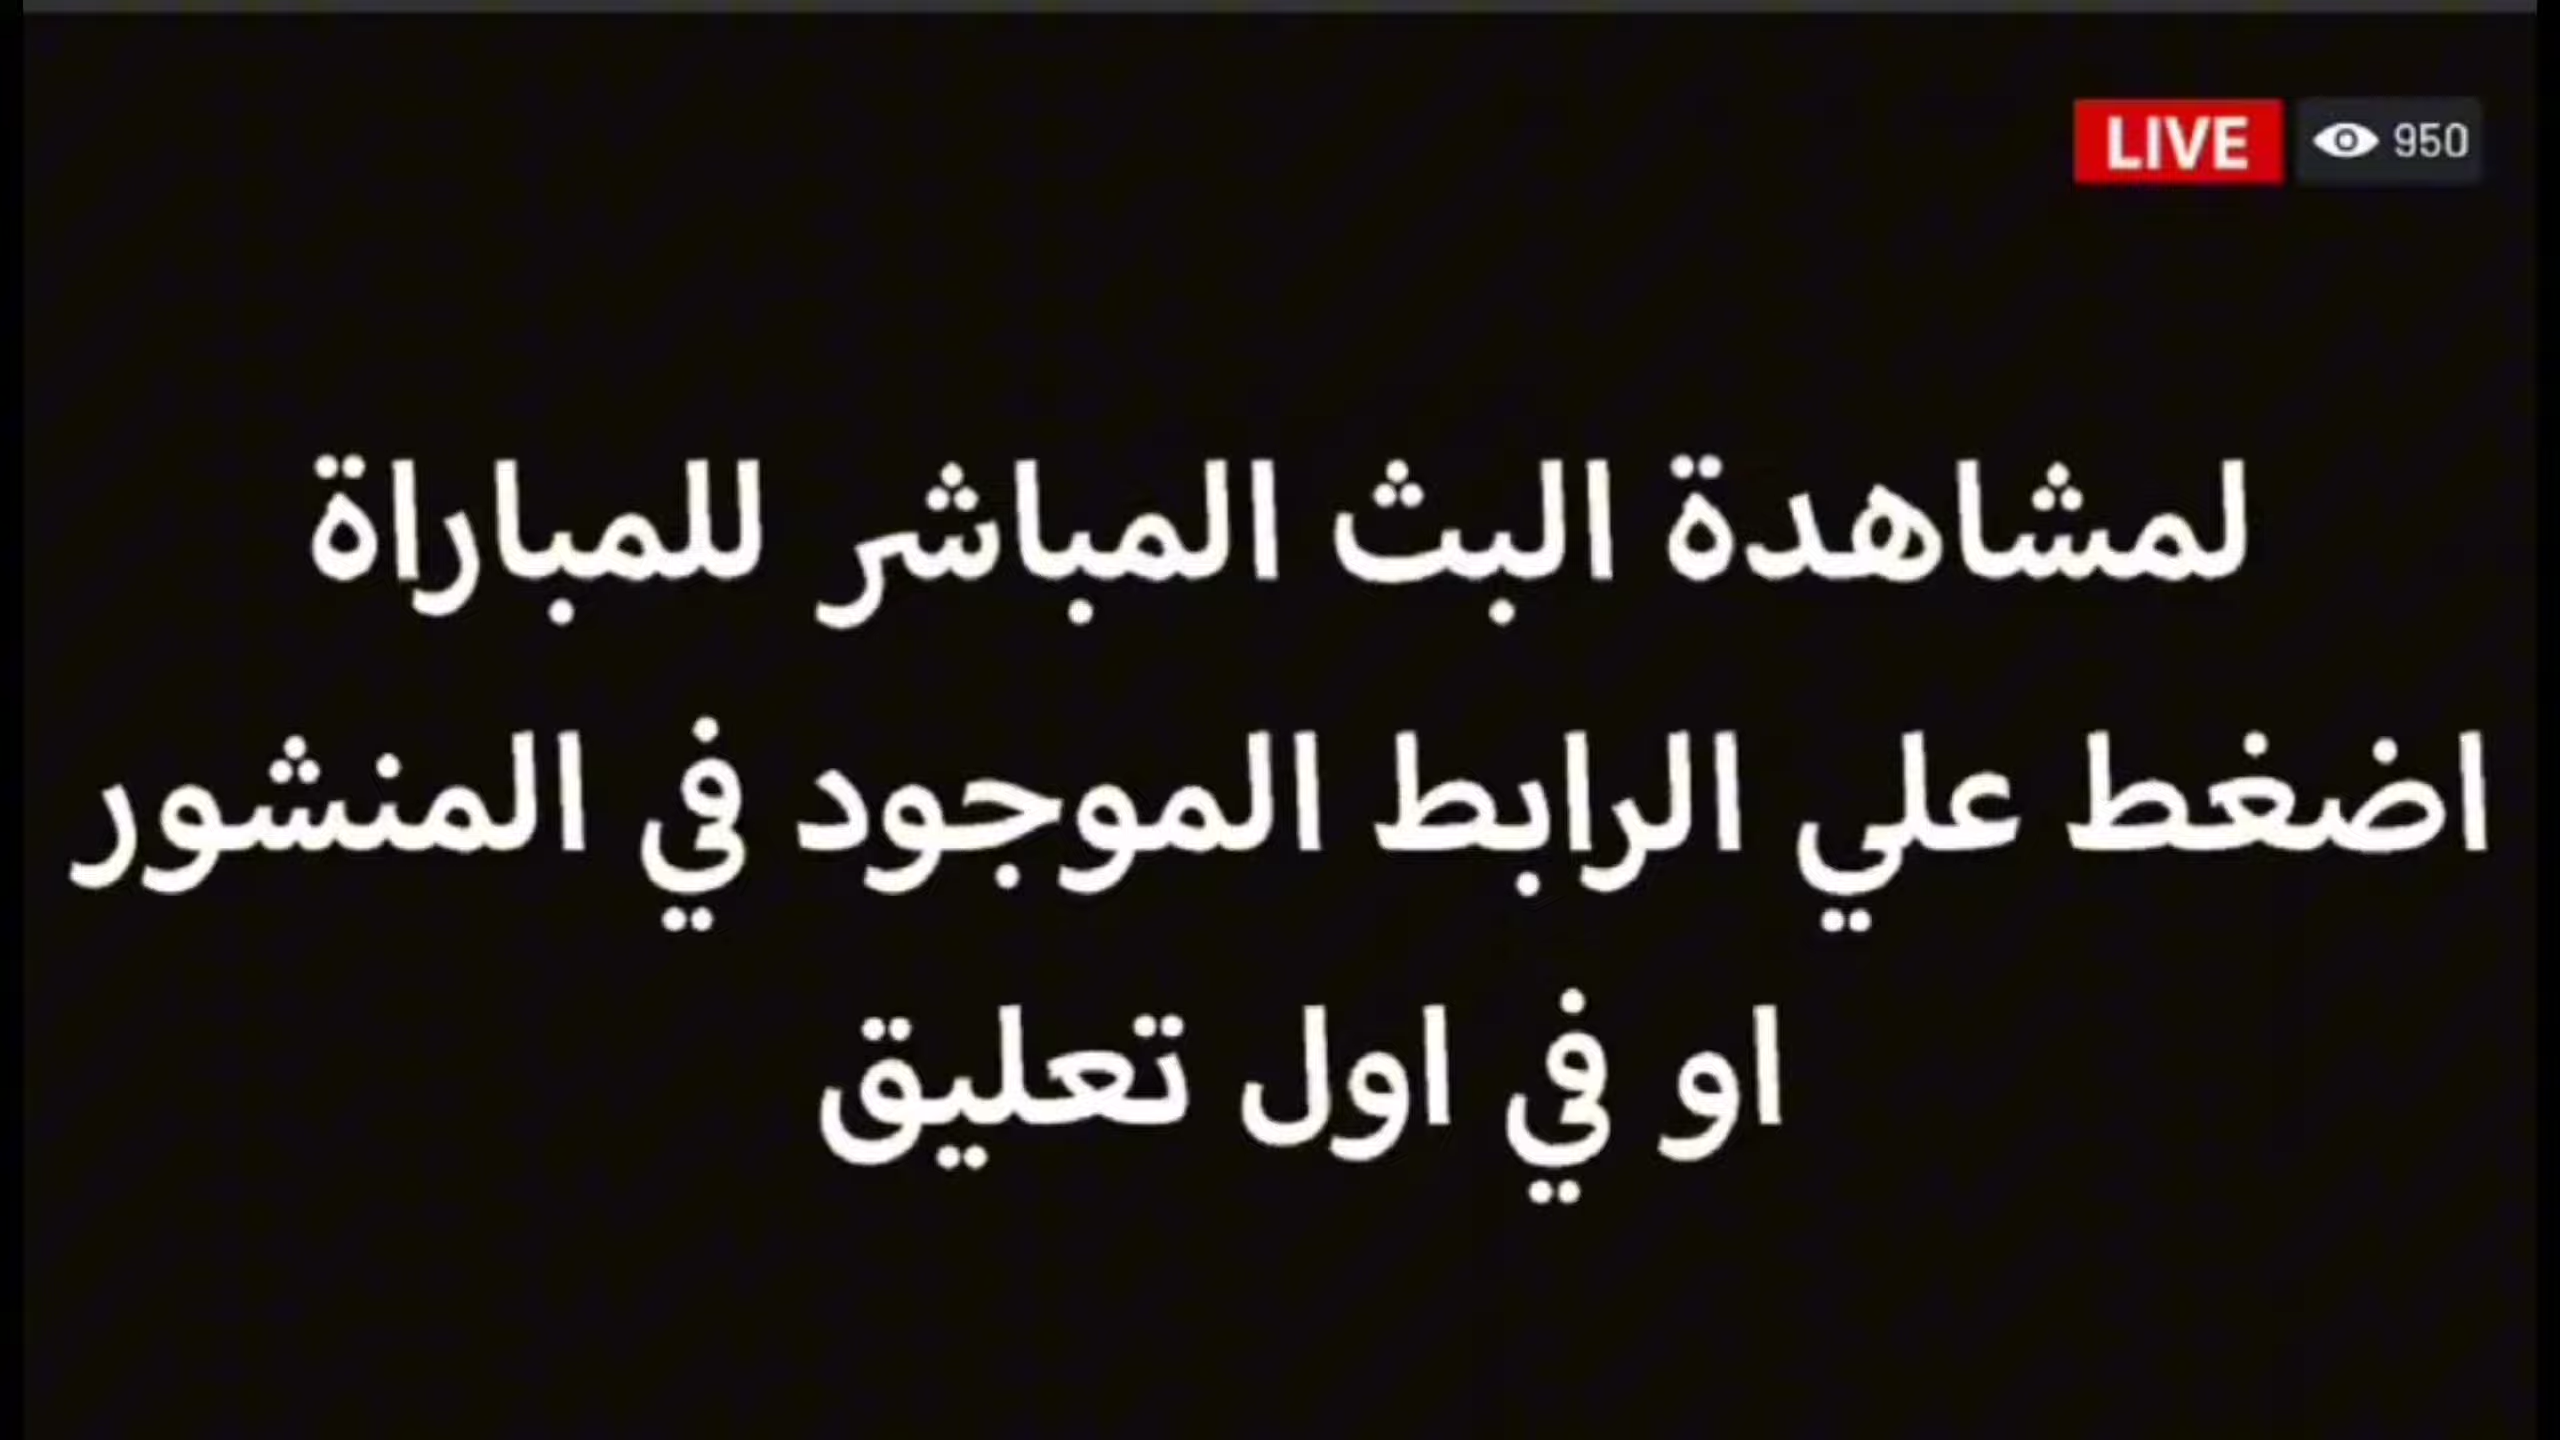 LIVE 950
لمشاهدة البث المباشر للمباراة
اضغط علي الرابط الموجود في المنشور
او في اول تعليق